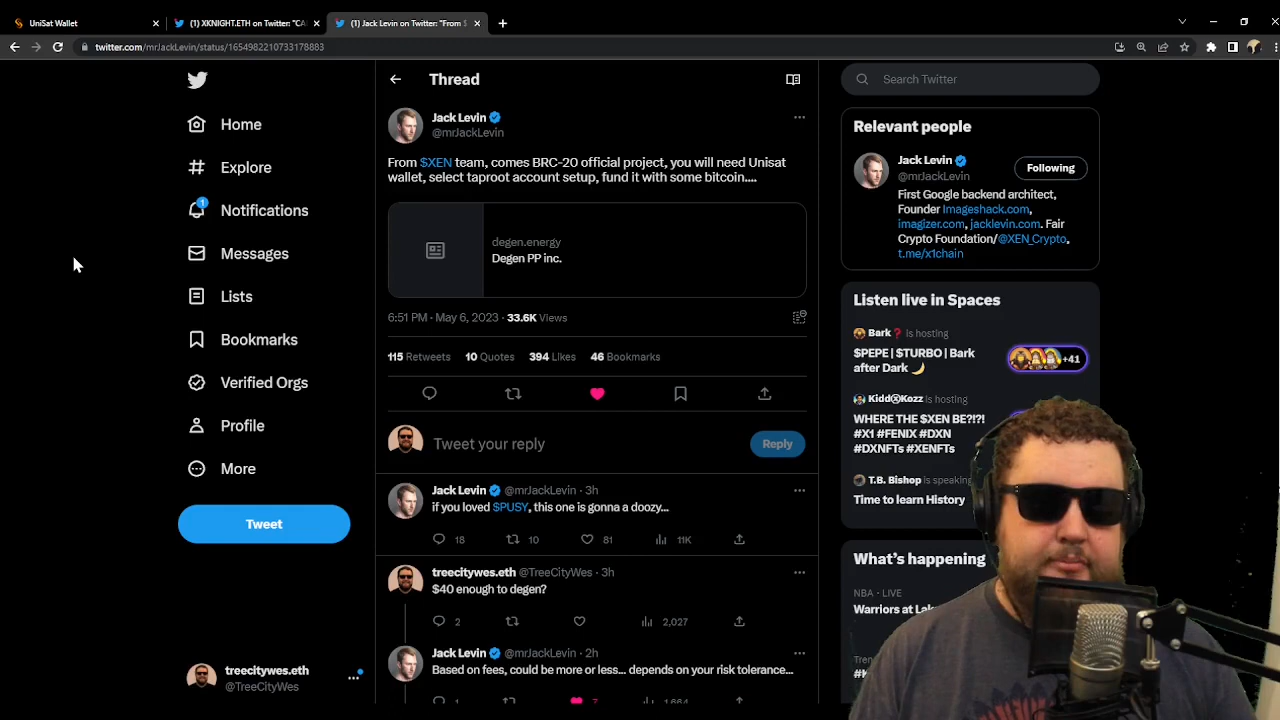 UniSat Wallet
(1) XKNIGHT.ETH on Twitter: "CA
(1) Jack Levin on Twitter: "From $
twitter.com/mrJackLevin/status/1654982210733178883
Home
Explore
1
Notifications
Messages
Lists
Bookmarks
Verified Orgs
Profile
More
Tweet
treecitywes.eth
@TreeCityWes
Thread
Jack Levin
@mrJackLevin
From $XEN team, comes BRC-20 official project, you will need Unisat
wallet, select taproot account setup, fund it with some bitcoin....
degen.energy
Degen PP inc.
6:51 PM · May 6, 2023 · 33.6K Views
115 Retweets 10 Quotes 394 Likes 46 Bookmarks
Tweet your reply
Reply
Jack Levin @mrJackLevin · 3h
if you loved $PUSY, this one is gonna a doozy...
18 10 81 11K
treecitywes.eth @TreeCityWes · 3h
$40 enough to degen?
2 2,027
Jack Levin @mrJackLevin · 2h
Based on fees, could be more or less... depends on your risk tolerance...
1 7 1,664
Search Twitter
Relevant people
Jack Levin
@mrJackLevin
Following
First Google backend architect,
Founder Imageshack.com,
imagizer.com, jacklevin.com. Fair
Crypto Foundation/@XEN_Crypto,
t.me/x1chain
Listen live in Spaces
Bark❓ is hosting
$PEPE | $TURBO | Bark
after Dark 🌙
+41
KiddⓧKozz is hosting
WHERE THE $XEN BE?!?!
#X1 #FENIX #DXN
#DXNFTs #XENFTs
T.B. Bishop is speaking
Time to learn History
What's happening
NBA · LIVE
Warriors at